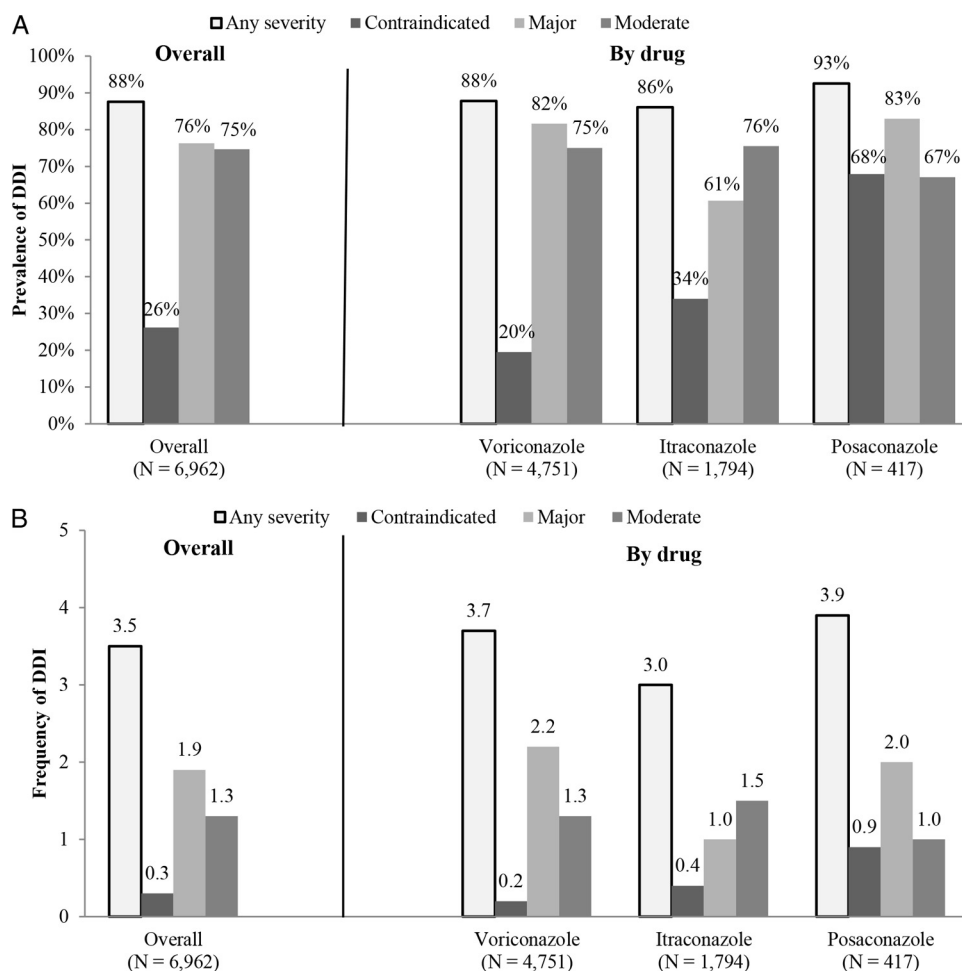 A
Any severity Contraindicated Major Moderate
Overall By drug
Prevalence of DDI
100%
90%
80%
70%
60%
50%
40%
30%
20%
10%
0%
88% 26% 76% 75%
88% 20% 82% 75%
86% 34% 61% 76%
93% 68% 83% 67%
Overall Voriconazole Itraconazole Posaconazole
(N = 6,962) (N = 4,751) (N = 1,794) (N = 417)
B
Any severity Contraindicated Major Moderate
Overall By drug
Frequency of DDI
5
4
3
2
1
0
3.5 0.3 1.9 1.3
3.7 0.2 2.2 1.3
3.0 0.4 1.0 1.5
3.9 0.9 2.0 1.0
Overall Voriconazole Itraconazole Posaconazole
(N = 6,962) (N = 4,751) (N = 1,794) (N = 417)